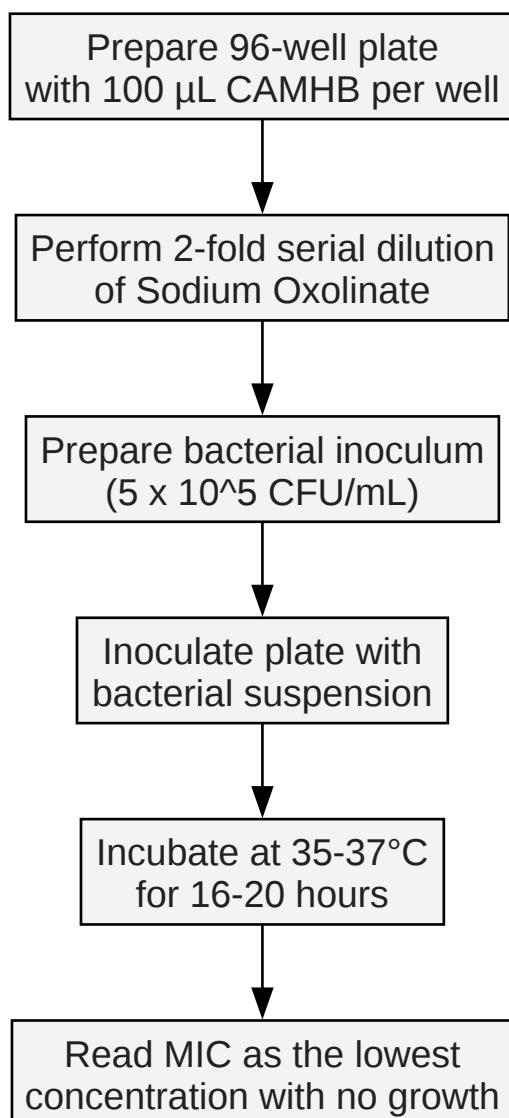 Prepare 96-well plate
with 100 µL CAMHB per well
Perform 2-fold serial dilution
of Sodium Oxolinate
Prepare bacterial inoculum
(5 x 10^5 CFU/mL)
Inoculate plate with
bacterial suspension
Incubate at 35-37°C
for 16-20 hours
Read MIC as the lowest
concentration with no growth